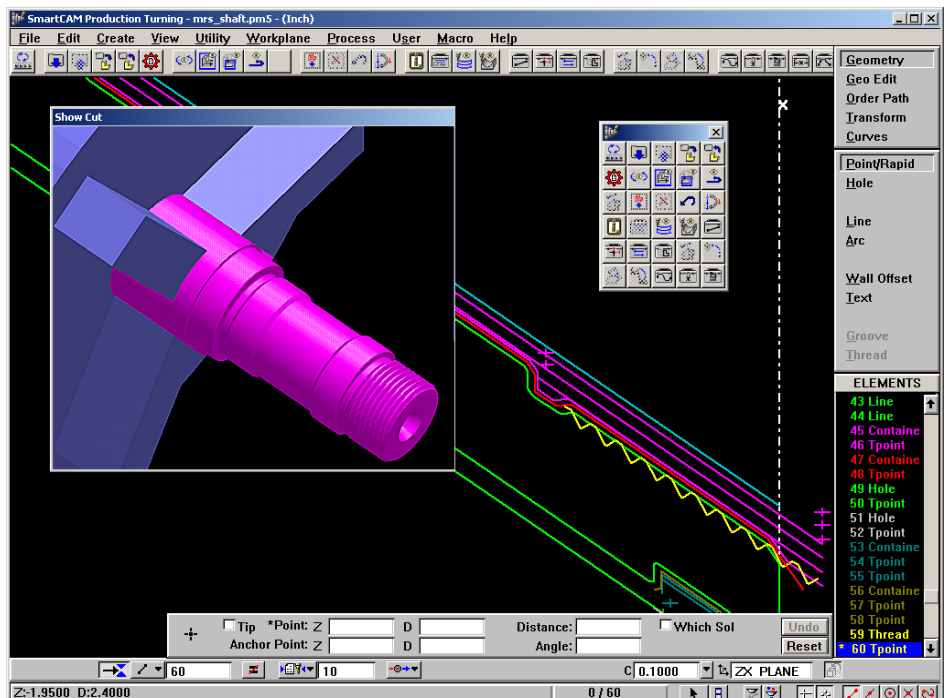 SmartCAM Production Turning - mrs_shaft.pm5 - (Inch)
File Edit Create View Utility Workplane Process User Macro Help
Show Cut
Geometry
Geo Edit
Order Path
Transform
Curves
Point/Rapid
Hole
Line
Arc
Wall Offset
Text
Groove
Thread
ELEMENTS
43 Line
44 Line
45 Containe
46 Tpoint
47 Containe
48 Tpoint
49 Hole
50 Tpoint
51 Hole
52 Tpoint
53 Containe
54 Tpoint
55 Tpoint
56 Containe
57 Tpoint
58 Tpoint
59 Thread
* 60 Tpoint
Tip *Point: Z D Distance: Which Sol Undo
Anchor Point: Z D Angle: Reset
60 10 C 0.1000 ZX PLANE
Z:-1.9500 D:2.4000 0 / 60